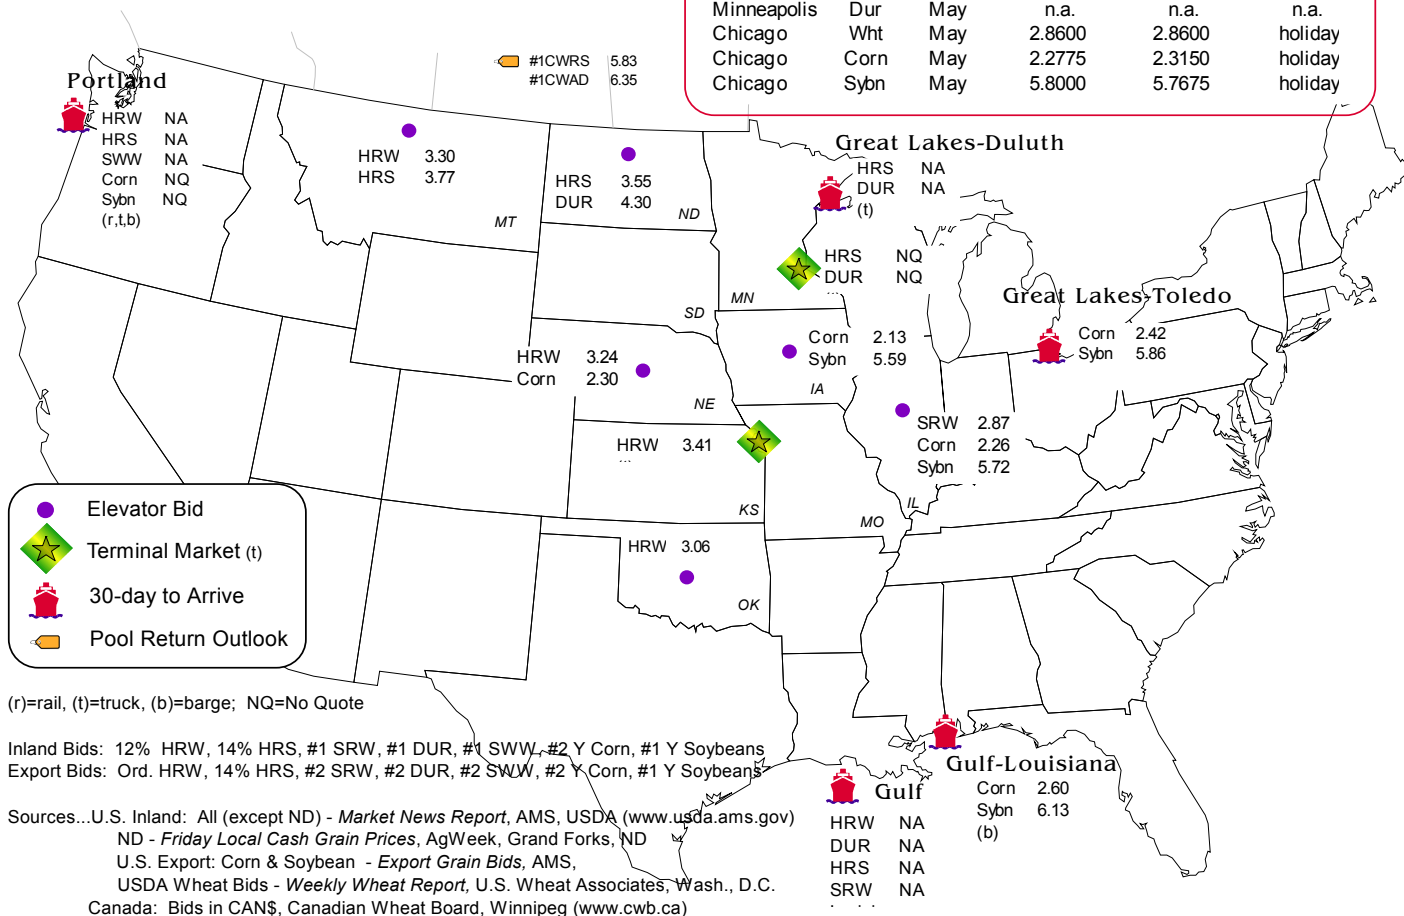 Minneapolis Dur May n.a. n.a. n.a.
Chicago Wht May 2.8600 2.8600 holiday
Chicago Corn May 2.2775 2.3150 holiday
Chicago Sybn May 5.8000 5.7675 holiday
#1CWRS 5.83
#1CWAD 6.35
Portland
HRW NA
HRS NA
SWW NA
Corn NQ
Sybn NQ
(r,t,b)
HRW 3.30
HRS 3.77
MT
HRS 3.55
DUR 4.30
ND
Great Lakes-Duluth
HRS NA
DUR NA
(t)
HRS NQ
DUR NQ
MN
SD
Great Lakes-Toledo
Corn 2.42
Sybn 5.86
Corn 2.13
Sybn 5.59
IA
HRW 3.24
Corn 2.30
NE
SRW 2.87
Corn 2.26
Sybn 5.72
IL
HRW 3.41
KS
MO
HRW 3.06
OK
Elevator Bid
Terminal Market (t)
30-day to Arrive
Pool Return Outlook
Gulf-Louisiana
Corn 2.60
Sybn 6.13
(b)
Gulf
HRW NA
DUR NA
HRS NA
SRW NA
(r)=rail, (t)=truck, (b)=barge; NQ=No Quote
Inland Bids: 12% HRW, 14% HRS, #1 SRW, #1 DUR, #1 SWW, #2 Y Corn, #1 Y Soybeans
Export Bids: Ord. HRW, 14% HRS, #2 SRW, #2 DUR, #2 SWW, #2 Y Corn, #1 Y Soybeans
Sources...U.S. Inland: All (except ND) - Market News Report, AMS, USDA (www.usda.ams.gov)
ND - Friday Local Cash Grain Prices, AgWeek, Grand Forks, ND
U.S. Export: Corn & Soybean - Export Grain Bids, AMS,
USDA Wheat Bids - Weekly Wheat Report, U.S. Wheat Associates, Wash., D.C.
Canada: Bids in CAN$, Canadian Wheat Board, Winnipeg (www.cwb.ca)